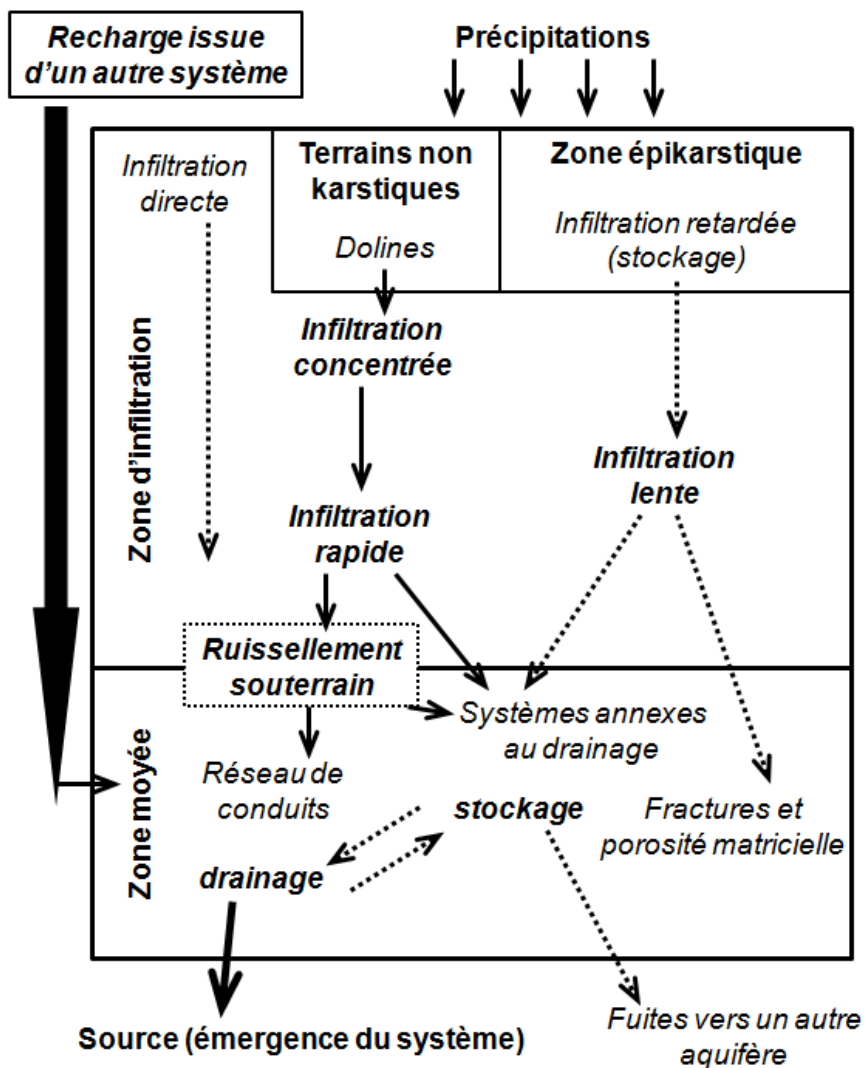 Recharge issue
d'un autre système
Précipitations
Infiltration
directe
Terrains non
karstiques
Dolines
Zone épikarstique
Infiltration retardée
(stockage)
Zone d'infiltration
Infiltration
concentrée
Infiltration
lente
Infiltration
rapide
Ruissellement
souterrain
Zone moyée
Systèmes annexes
au drainage
Réseau de
conduits
stockage
Fractures et
porosité matricielle
drainage
Source (émergence du système)
Fuites vers un autre
aquifère